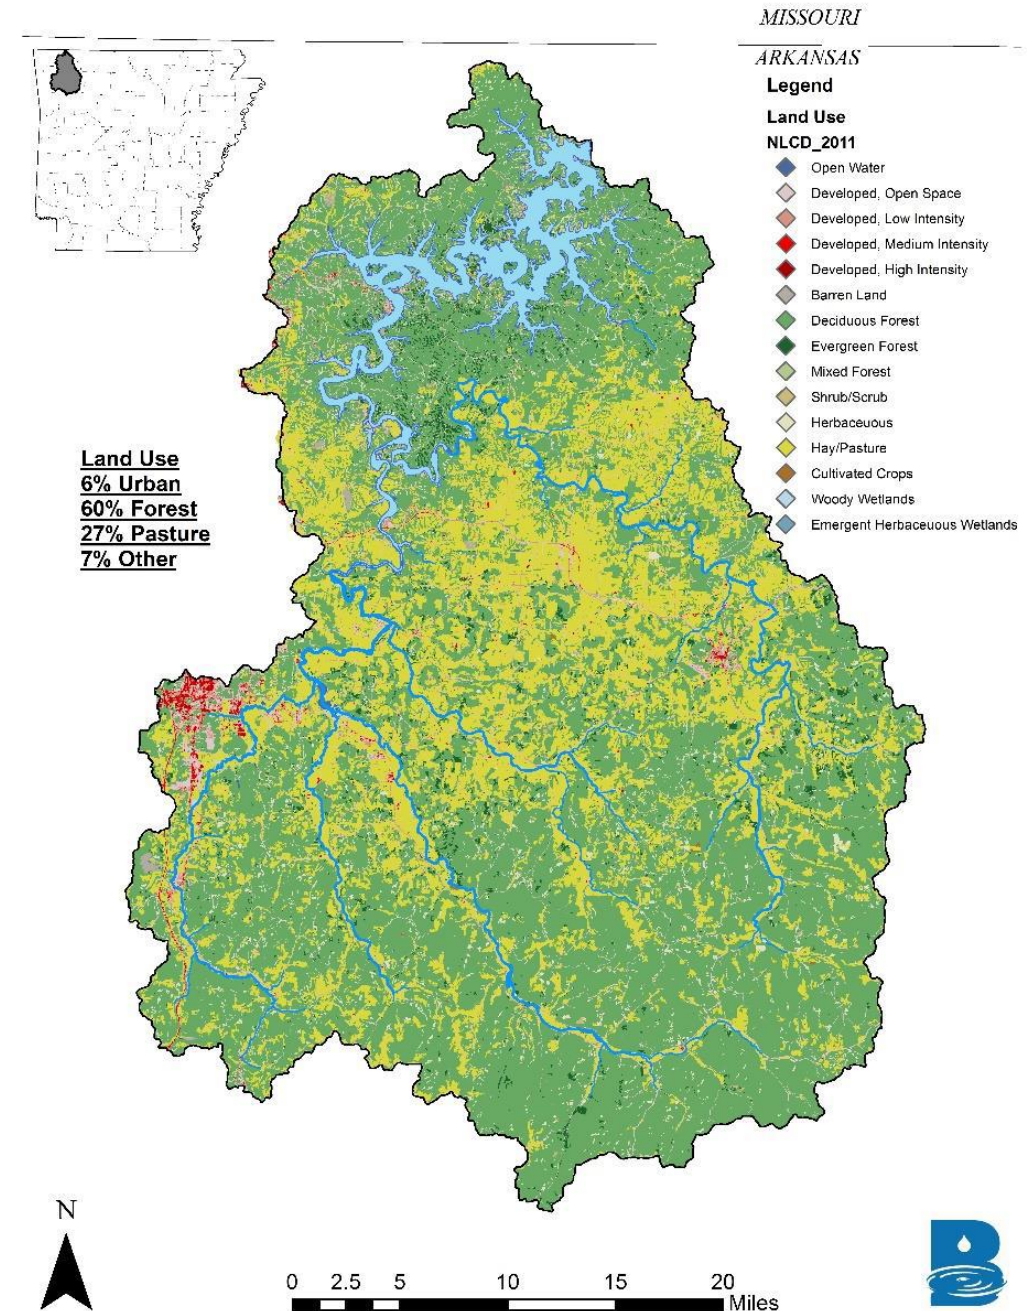 MISSOURI
ARKANSAS
Legend
Land Use
NLCD_2011
Open Water
Developed, Open Space
Developed, Low Intensity
Developed, Medium Intensity
Developed, High Intensity
Barren Land
Deciduous Forest
Evergreen Forest
Mixed Forest
Shrub/Scrub
Herbaceuous
Hay/Pasture
Cultivated Crops
Woody Wetlands
Emergent Herbaceuous Wetlands
Land Use
6% Urban
60% Forest
27% Pasture
7% Other
N
0 2.5 5 10 15 20
Miles
B